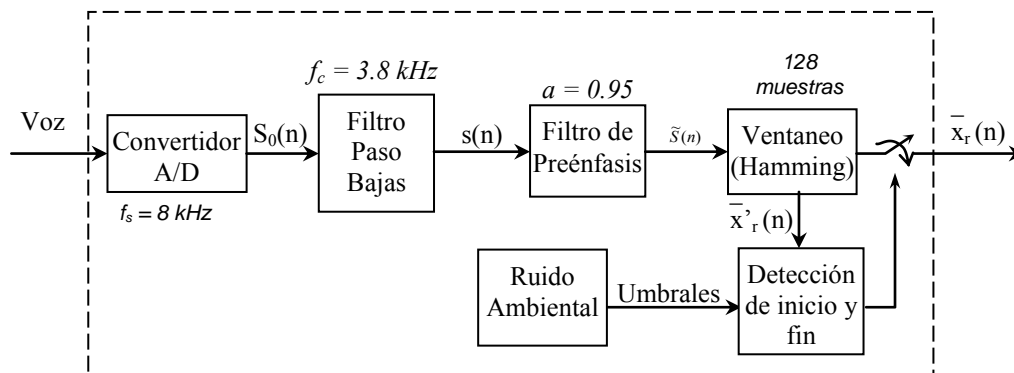 Voz
Convertidor
A/D
f_s = 8 kHz
S₀(n)
f_c = 3.8 kHz
Filtro
Paso
Bajas
s(n)
a = 0.95
Filtro de
Preénfasis
s̃(n)
128
muestras
Ventaneo
(Hamming)
x̄_r(n)
x̄'_r(n)
Ruido
Ambiental
Umbrales
Detección
de inicio y
fin